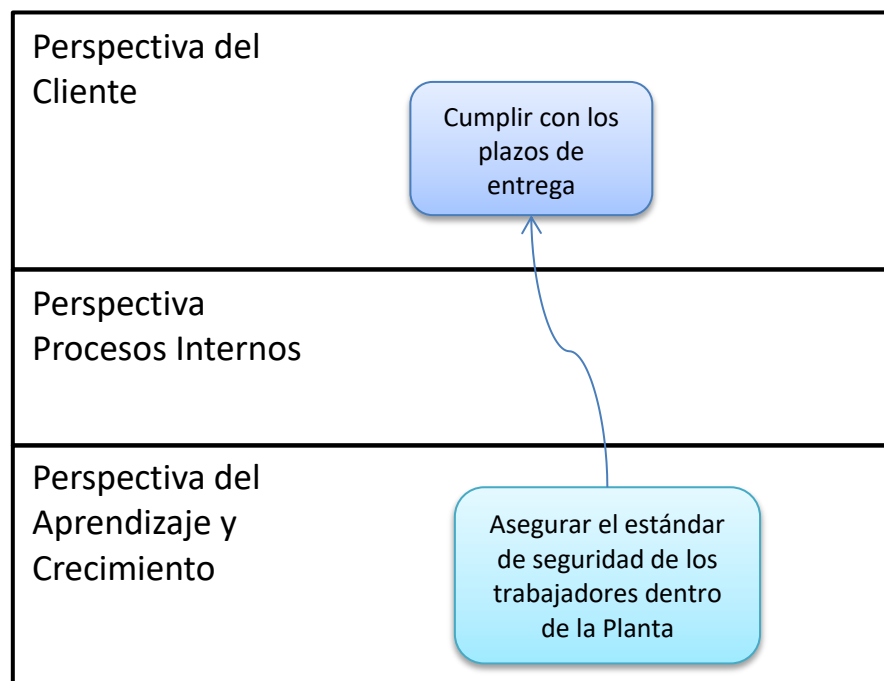 Perspectiva del
Cliente
Cumplir con los
plazos de
entrega
Perspectiva
Procesos Internos
Perspectiva del
Aprendizaje y
Crecimiento
Asegurar el estándar
de seguridad de los
trabajadores dentro
de la Planta